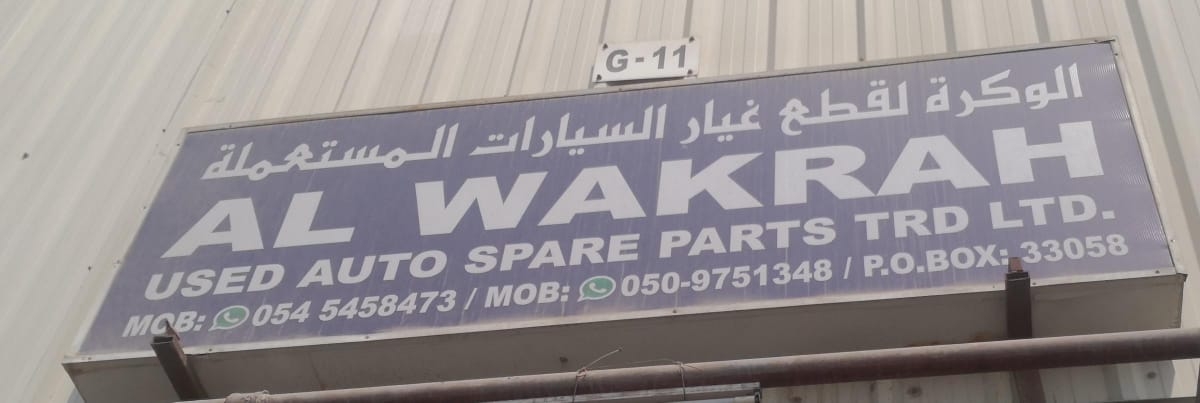 G - 11
الوكرة لقطع غيار السيارات المستعملة
AL WAKRAH
USED AUTO SPARE PARTS TRD LTD.
MOB: 054 5458473 / MOB: 050-9751348 / P.O.BOX: 33058